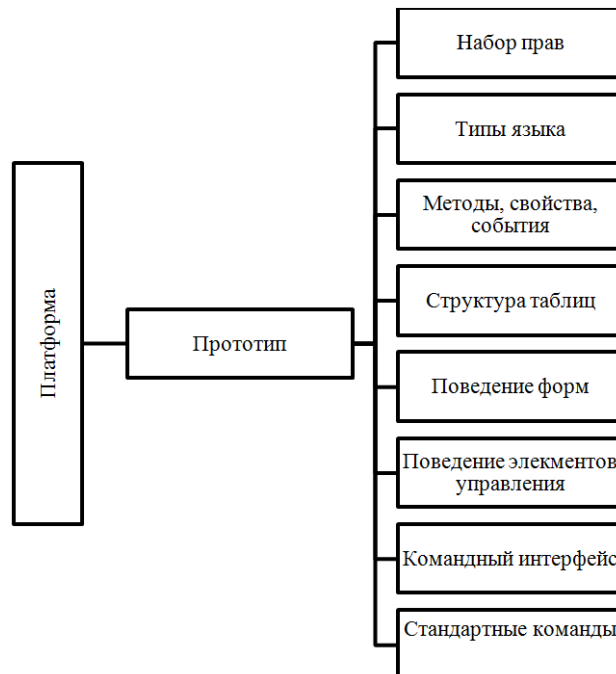 Платформа
Прототип
Набор прав
Типы языка
Методы, свойства,
события
Структура таблиц
Поведение форм
Поведение элекментов
управления
Командный интерфейс
Стандартные команды